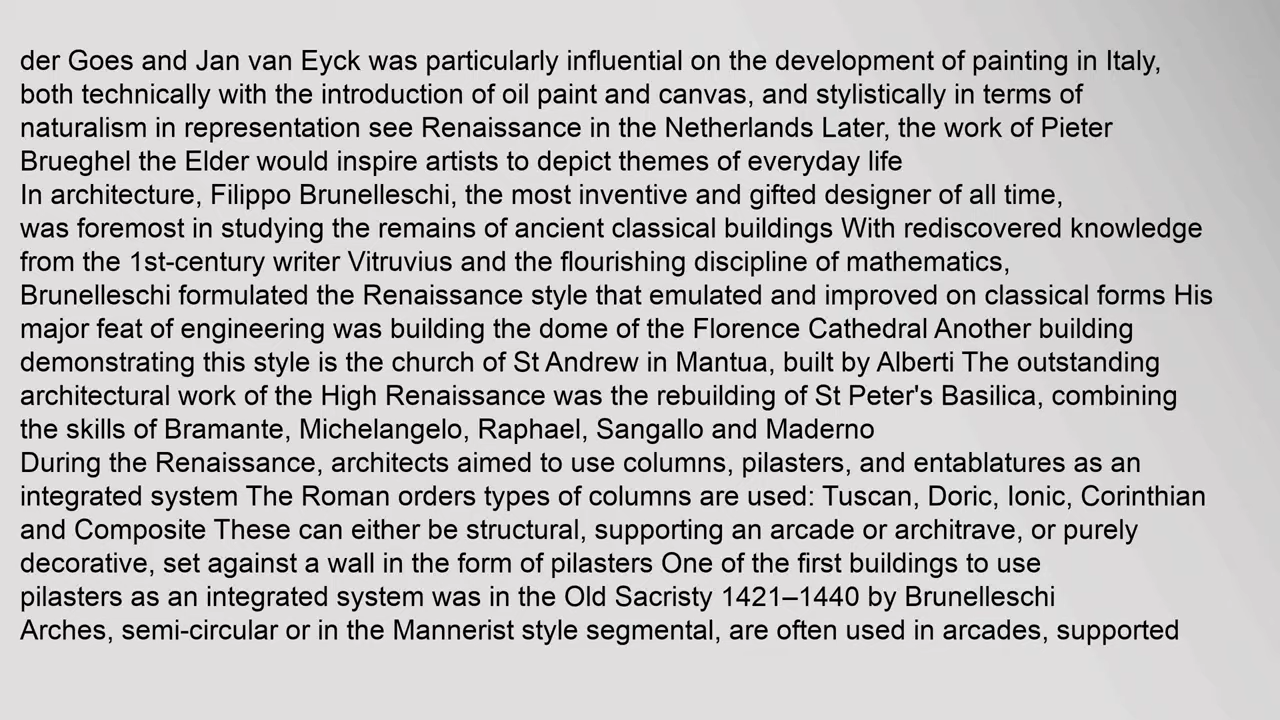 der Goes and Jan van Eyck was particularly influential on the development of painting in Italy,
both technically with the introduction of oil paint and canvas, and stylistically in terms of
naturalism in representation see Renaissance in the Netherlands Later, the work of Pieter
Brueghel the Elder would inspire artists to depict themes of everyday life
In architecture, Filippo Brunelleschi, the most inventive and gifted designer of all time,
was foremost in studying the remains of ancient classical buildings With rediscovered knowledge
from the 1st-century writer Vitruvius and the flourishing discipline of mathematics,
Brunelleschi formulated the Renaissance style that emulated and improved on classical forms His
major feat of engineering was building the dome of the Florence Cathedral Another building
demonstrating this style is the church of St Andrew in Mantua, built by Alberti The outstanding
architectural work of the High Renaissance was the rebuilding of St Peter's Basilica, combining
the skills of Bramante, Michelangelo, Raphael, Sangallo and Maderno
During the Renaissance, architects aimed to use columns, pilasters, and entablatures as an
integrated system The Roman orders types of columns are used: Tuscan, Doric, Ionic, Corinthian
and Composite These can either be structural, supporting an arcade or architrave, or purely
decorative, set against a wall in the form of pilasters One of the first buildings to use
pilasters as an integrated system was in the Old Sacristy 1421–1440 by Brunelleschi
Arches, semi-circular or in the Mannerist style segmental, are often used in arcades, supported